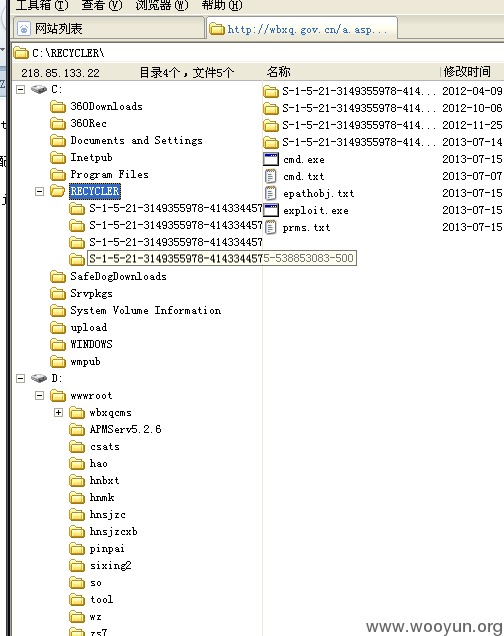 工具箱(T) 查看(V) 浏览器(W) 帮助(H)
网站列表 http://wbxq.gov.cn/a.asp...
C:\RECYCLER\
218.85.133.22 目录4个，文件5个 名称 修改时间
C:
360Downloads
360Rec
Documents and Settings
Inetpub
Program Files
RECYCLER
S-1-5-21-3149355978-414334457
S-1-5-21-3149355978-414334457
S-1-5-21-3149355978-414334457
S-1-5-21-3149355978-4143344575-538853083-500
SafeDogDownloads
Srvpkgs
System Volume Information
upload
WINDOWS
wmpub
D:
wwwroot
wbxqcms
APMServ5.2.6
csats
hao
hnbxt
hnmk
hnsjzc
hnsjzcxb
pinpai
sixing2
so
tool
wz
zs7
S-1-5-21-3149355978-414... 2012-04-09
S-1-5-21-3149355978-414... 2012-10-06
S-1-5-21-3149355978-414... 2012-11-25
S-1-5-21-3149355978-414... 2013-07-14
cmd.exe 2013-07-15
cmd.txt 2013-07-07
epathobj.txt 2013-07-15
exploit.exe 2013-07-15
prms.txt 2013-07-15
www.wooyun.org